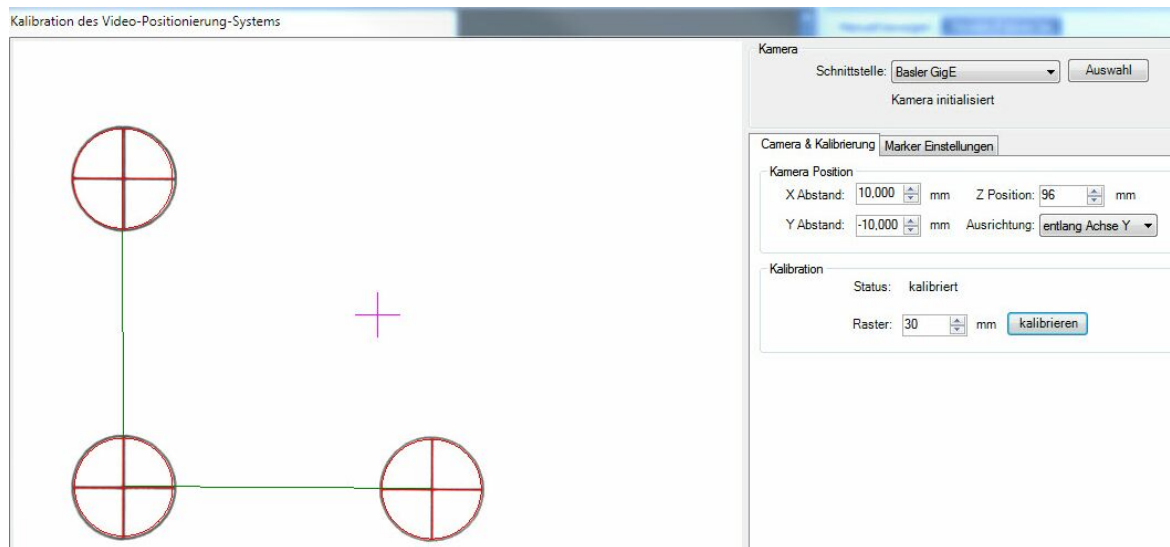 Kalibration des Video-Positionierung-Systems
Kamera
Schnittstelle: Basler GigE Auswahl
Kamera initialisiert
Camera & Kalibrierung Marker Einstellungen
Kamera Position
X Abstand: 10,000 mm Z Position: 96 mm
Y Abstand: -10,000 mm Ausrichtung: entlang Achse Y
Kalibration
Status: kalibriert
Raster: 30 mm kalibrieren